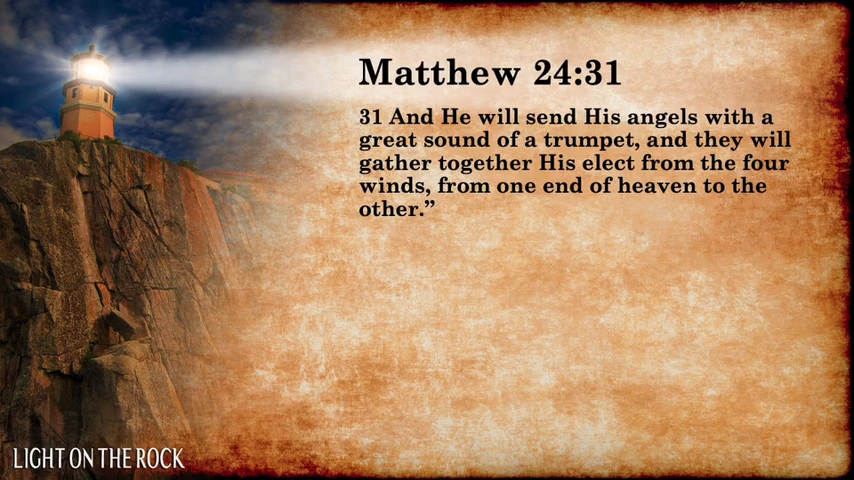 Matthew 24:31
31 And He will send His angels with a
great sound of a trumpet, and they will
gather together His elect from the four
winds, from one end of heaven to the
other.”
LIGHT ON THE ROCK